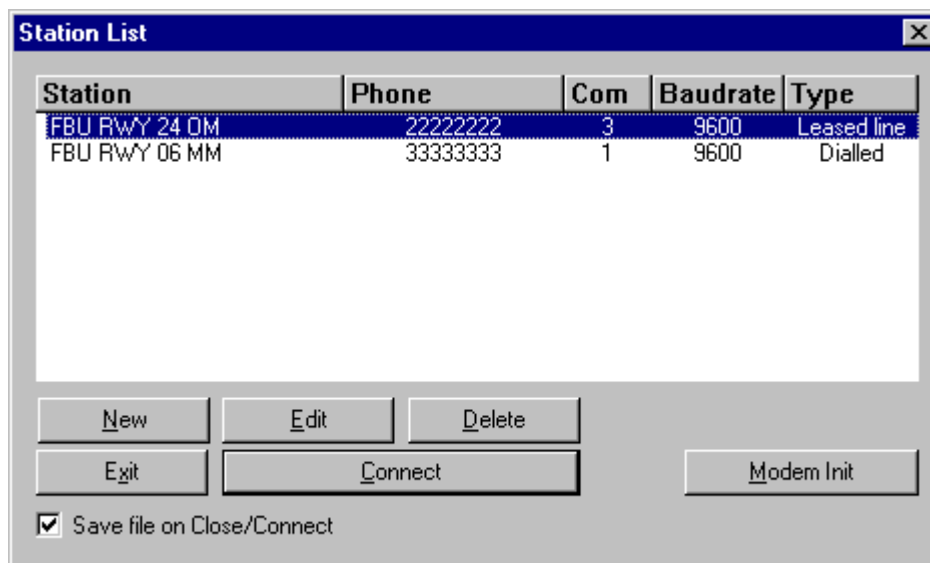 Station List
Station Phone Com Baudrate Type
FBU RWY 24 OM 22222222 3 9600 Leased line
FBU RWY 06 MM 33333333 1 9600 Dialled
New Edit Delete
Exit Connect Modem Init
Save file on Close/Connect